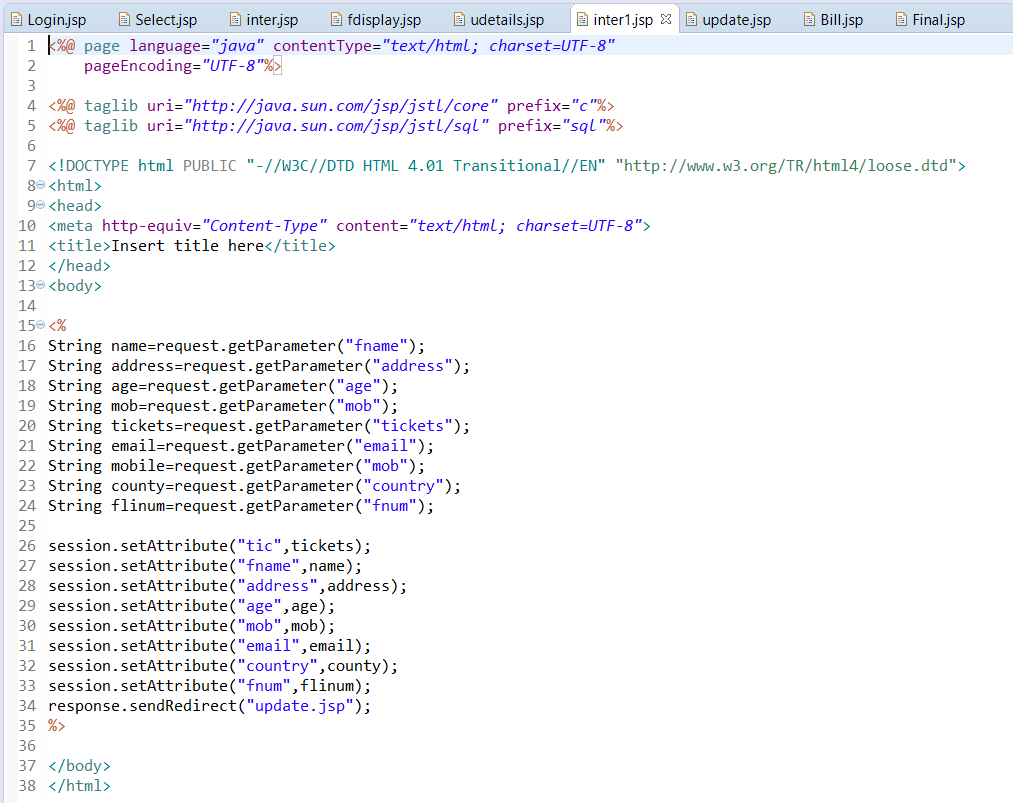 Login.jsp Select.jsp inter.jsp fdisplay.jsp udetails.jsp inter1.jsp update.jsp Bill.jsp Final.jsp
1 <%@ page language="java" contentType="text/html; charset=UTF-8"
2     pageEncoding="UTF-8"%>
3
4 <%@ taglib uri="http://java.sun.com/jsp/jstl/core" prefix="c"%>
5 <%@ taglib uri="http://java.sun.com/jsp/jstl/sql" prefix="sql"%>
6
7 <!DOCTYPE html PUBLIC "-//W3C//DTD HTML 4.01 Transitional//EN" "http://www.w3.org/TR/html4/loose.dtd">
8 <html>
9 <head>
10 <meta http-equiv="Content-Type" content="text/html; charset=UTF-8">
11 <title>Insert title here</title>
12 </head>
13 <body>
14
15 <%
16 String name=request.getParameter("fname");
17 String address=request.getParameter("address");
18 String age=request.getParameter("age");
19 String mob=request.getParameter("mob");
20 String tickets=request.getParameter("tickets");
21 String email=request.getParameter("email");
22 String mobile=request.getParameter("mob");
23 String county=request.getParameter("country");
24 String flinum=request.getParameter("fnum");
25
26 session.setAttribute("tic",tickets);
27 session.setAttribute("fname",name);
28 session.setAttribute("address",address);
29 session.setAttribute("age",age);
30 session.setAttribute("mob",mob);
31 session.setAttribute("email",email);
32 session.setAttribute("country",county);
33 session.setAttribute("fnum",flinum);
34 response.sendRedirect("update.jsp");
35 %>
36
37 </body>
38 </html>